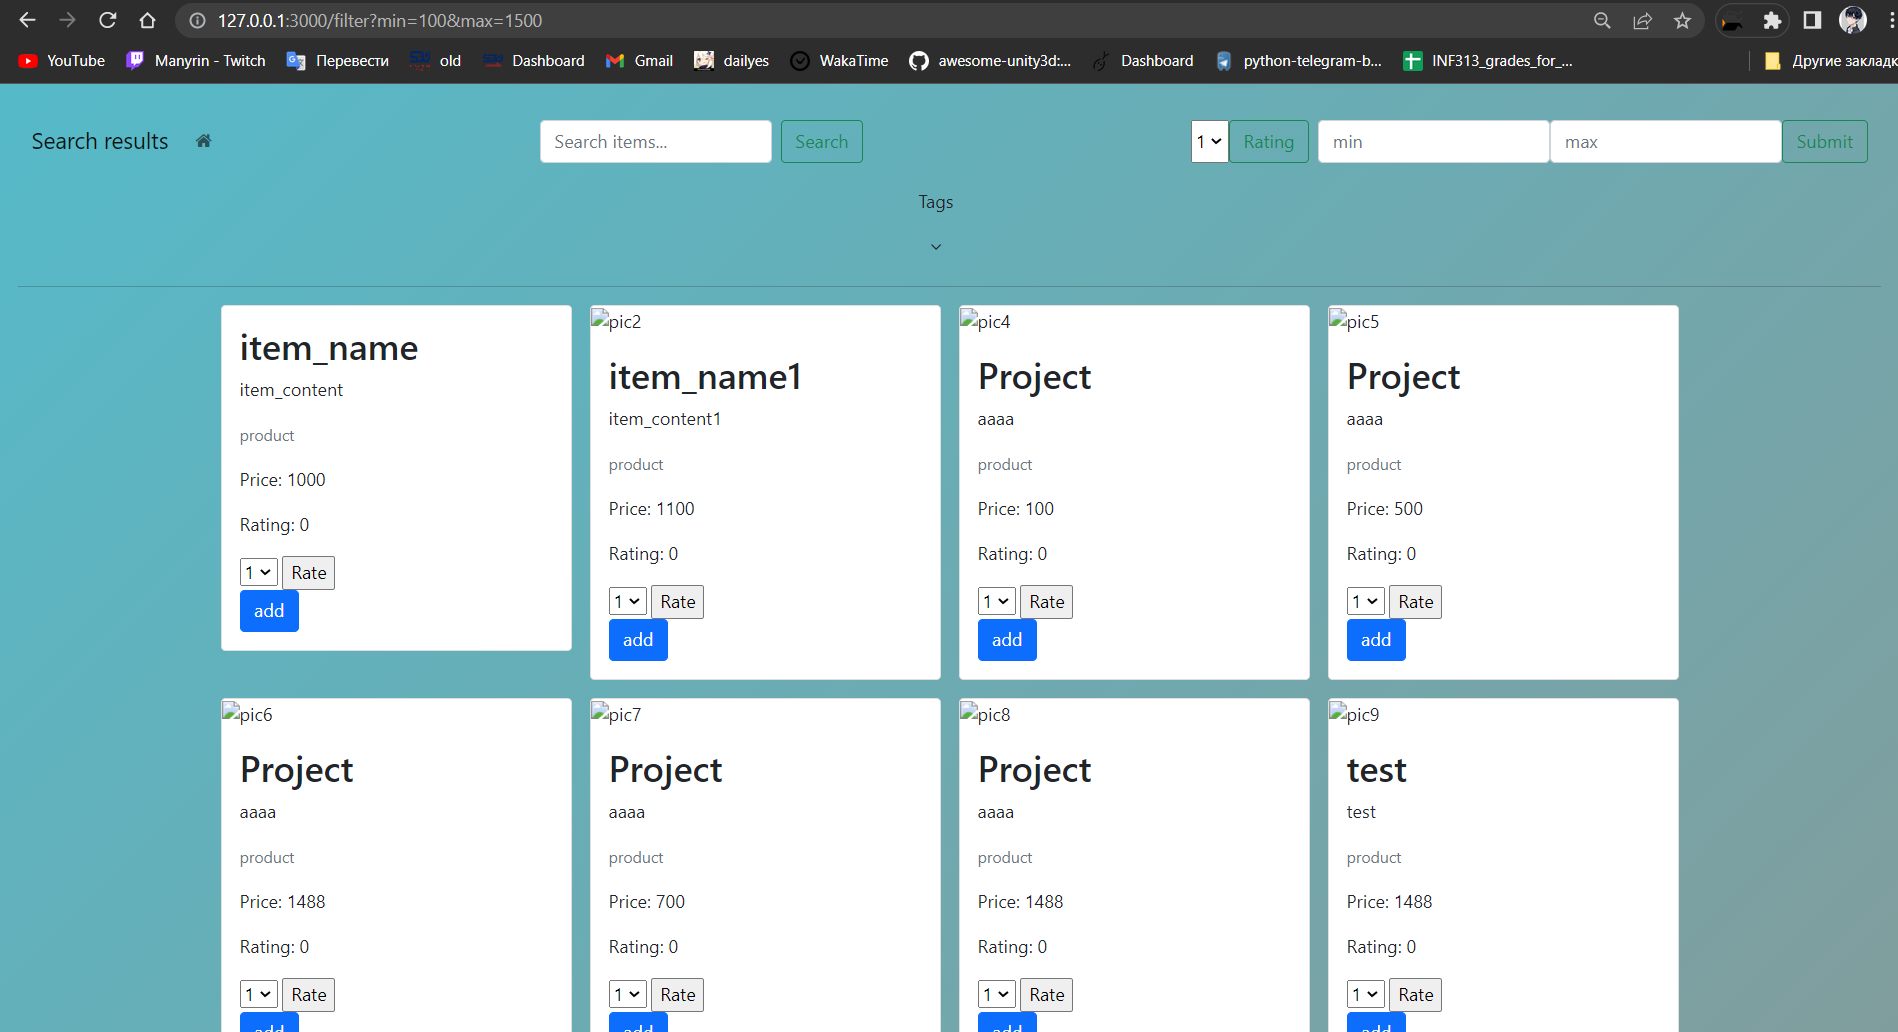 127.0.0.1:3000/filter?min=100&max=1500
YouTube Manyrin - Twitch Перевести old Dashboard Gmail dailyes WakaTime awesome-unity3d:... Dashboard python-telegram-b... INF313_grades_for_... Другие закладк
Search results Search items... Search 1 Rating min max Submit
Tags
item_name
item_content
product
Price: 1000
Rating: 0
1 Rate
add
pic2
item_name1
item_content1
product
Price: 1100
Rating: 0
1 Rate
add
pic4
Project
aaaa
product
Price: 100
Rating: 0
1 Rate
add
pic5
Project
aaaa
product
Price: 500
Rating: 0
1 Rate
add
pic6
Project
aaaa
product
Price: 1488
Rating: 0
1 Rate
add
pic7
Project
aaaa
product
Price: 700
Rating: 0
1 Rate
add
pic8
Project
aaaa
product
Price: 1488
Rating: 0
1 Rate
add
pic9
test
test
product
Price: 1488
Rating: 0
1 Rate
add